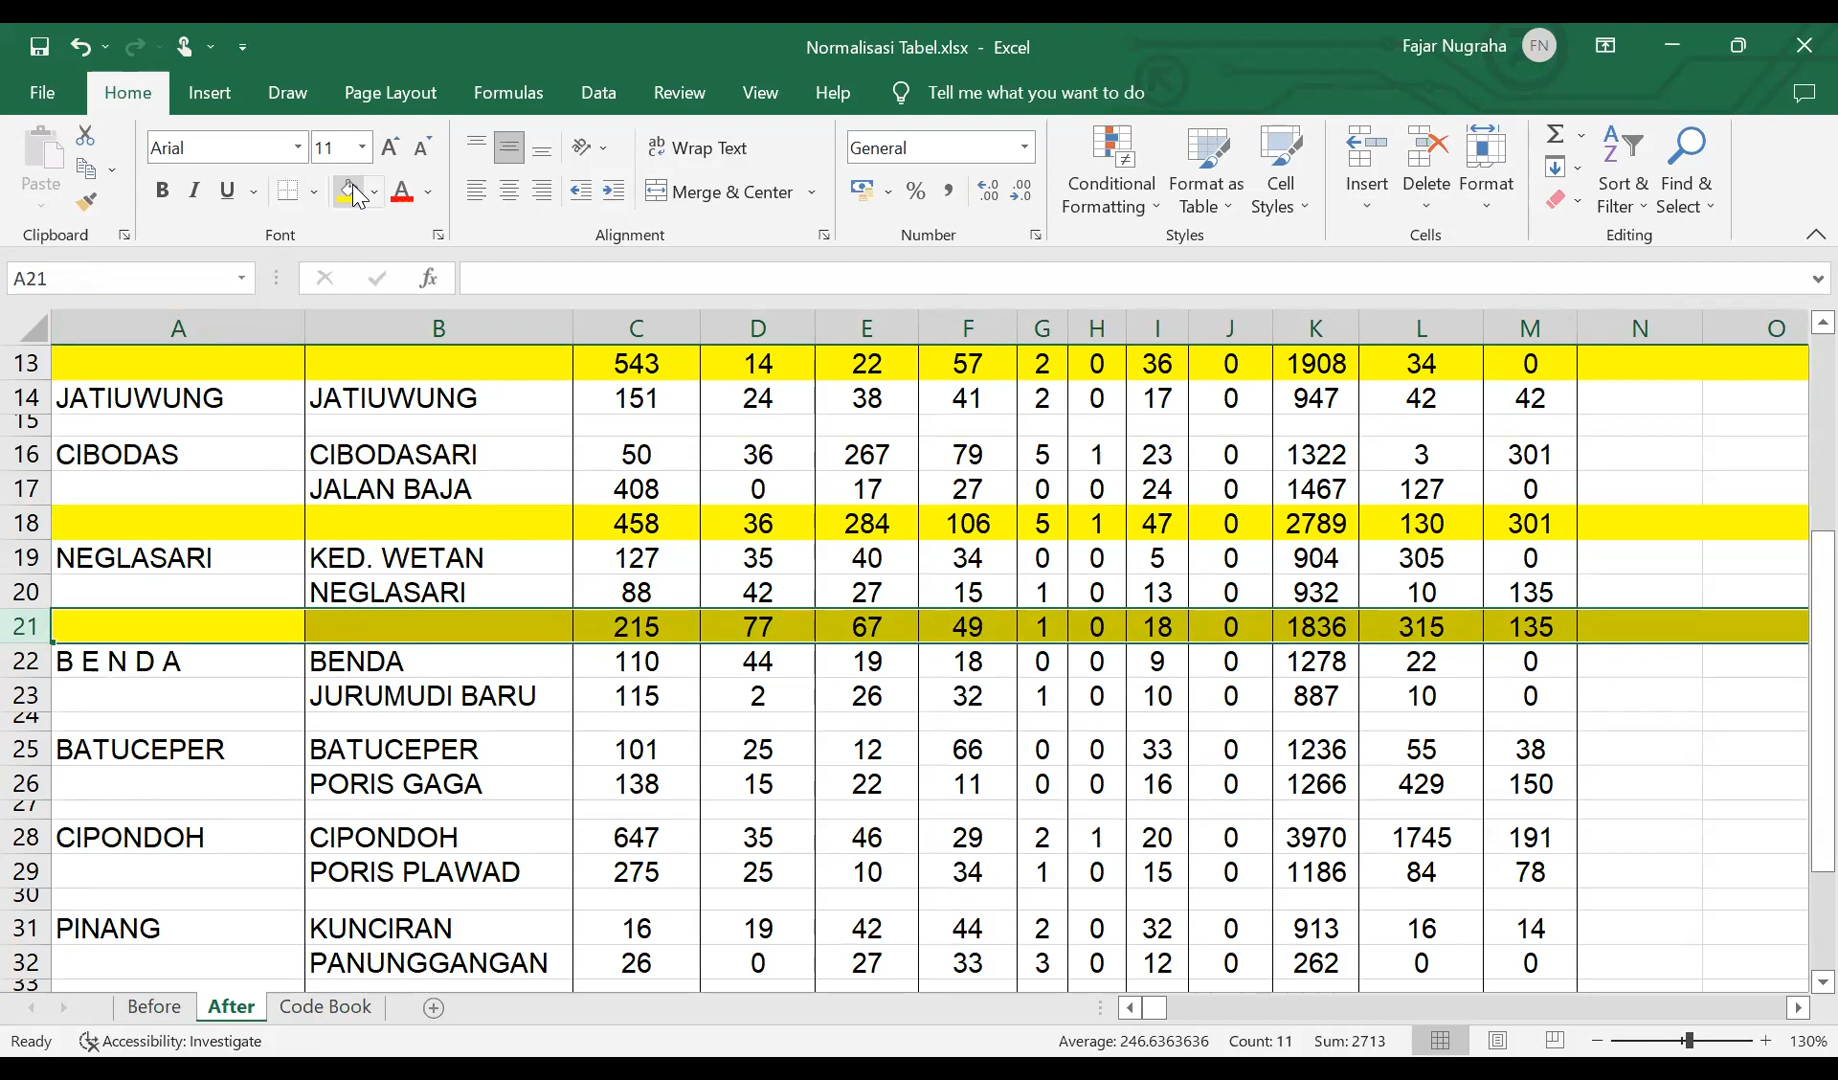 Normalisasi Tabel.xlsx - Excel
Fajar Nugraha FN
File Home Insert Draw Page Layout Formulas Data Review View Help Tell me what you want to do
Paste
Arial 11 A A
B I U A
ab Wrap Text
Merge & Center
General
% , .0 .00
Conditional Formatting
Format as Table
Cell Styles
Insert Delete Format
Σ A Z
Sort & Filter
Find & Select
Clipboard Font Alignment Number Styles Cells Editing
A21 fx
A B C D E F G H I J K L M N O
13 543 14 22 57 2 0 36 0 1908 34 0
14 JATIUWUNG JATIUWUNG 151 24 38 41 2 0 17 0 947 42 42
15
16 CIBODAS CIBODASARI 50 36 267 79 5 1 23 0 1322 3 301
17 JALAN BAJA 408 0 17 27 0 0 24 0 1467 127 0
18 458 36 284 106 5 1 47 0 2789 130 301
19 NEGLASARI KED. WETAN 127 35 40 34 0 0 5 0 904 305 0
20 NEGLASARI 88 42 27 15 1 0 13 0 932 10 135
21 215 77 67 49 1 0 18 0 1836 315 135
22 B E N D A BENDA 110 44 19 18 0 0 9 0 1278 22 0
23 JURUMUDI BARU 115 2 26 32 1 0 10 0 887 10 0
24
25 BATUCEPER BATUCEPER 101 25 12 66 0 0 33 0 1236 55 38
26 PORIS GAGA 138 15 22 11 0 0 16 0 1266 429 150
27
28 CIPONDOH CIPONDOH 647 35 46 29 2 1 20 0 3970 1745 191
29 PORIS PLAWAD 275 25 10 34 1 0 15 0 1186 84 78
30
31 PINANG KUNCIRAN 16 19 42 44 2 0 32 0 913 16 14
32 PANUNGGANGAN 26 0 27 33 3 0 12 0 262 0 0
33
Before After Code Book
Ready Accessibility: Investigate Average: 246.6363636 Count: 11 Sum: 2713 130%